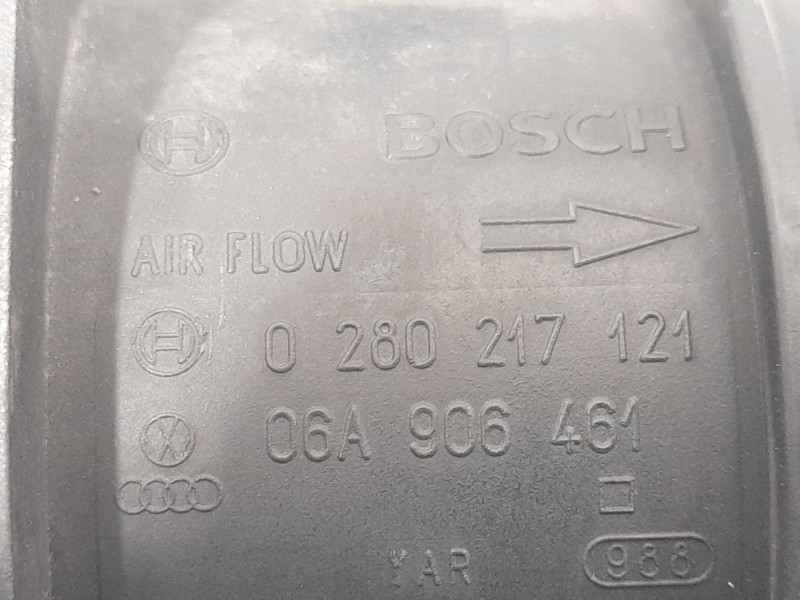 BOSCH
AIR FLOW
0 280 217 121
06A 906 461
YAR 988